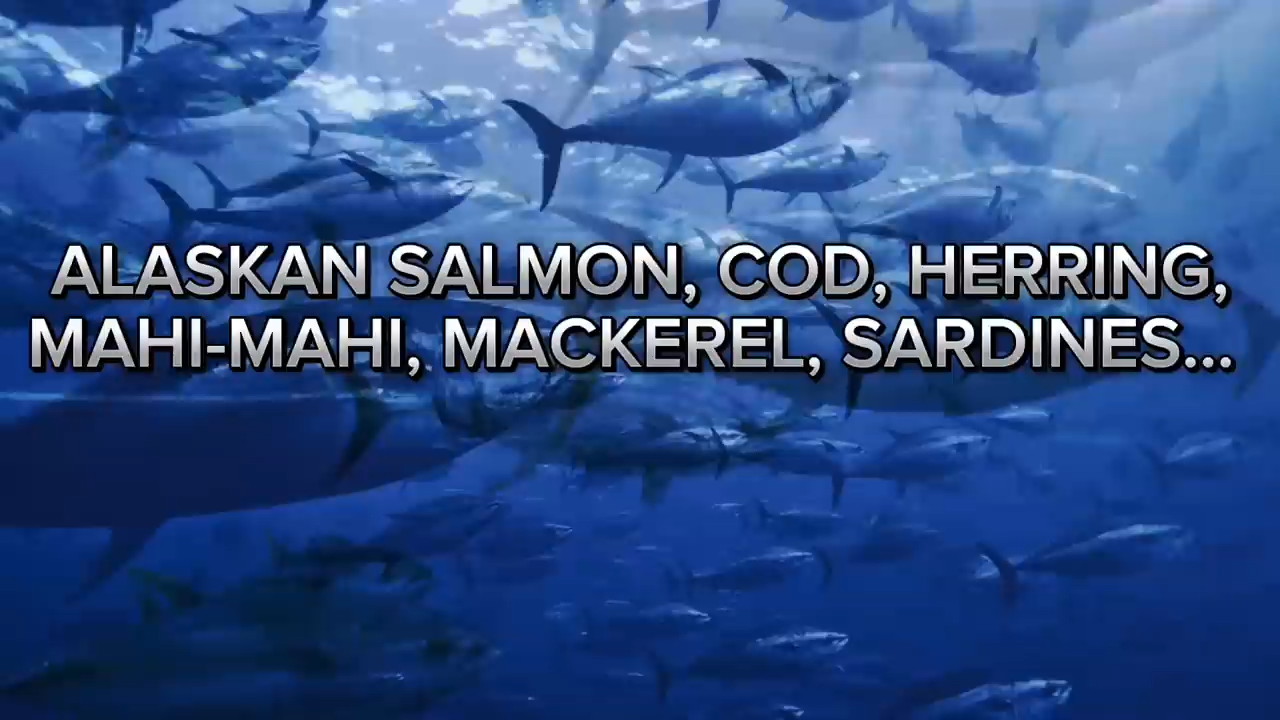 ALASKAN SALMON, COD, HERRING,
MAHI-MAHI, MACKEREL, SARDINES...